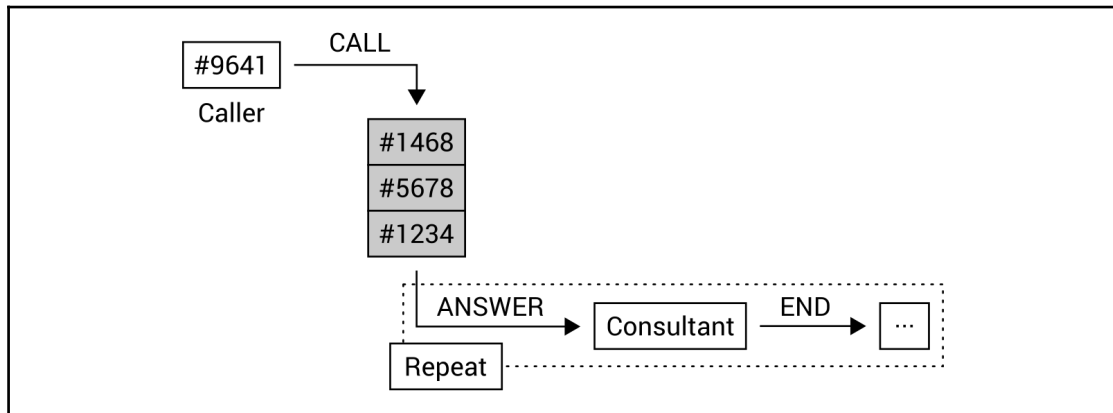 CALL
#9641
Caller
#1468
#5678
#1234
ANSWER
Consultant
END
...
Repeat